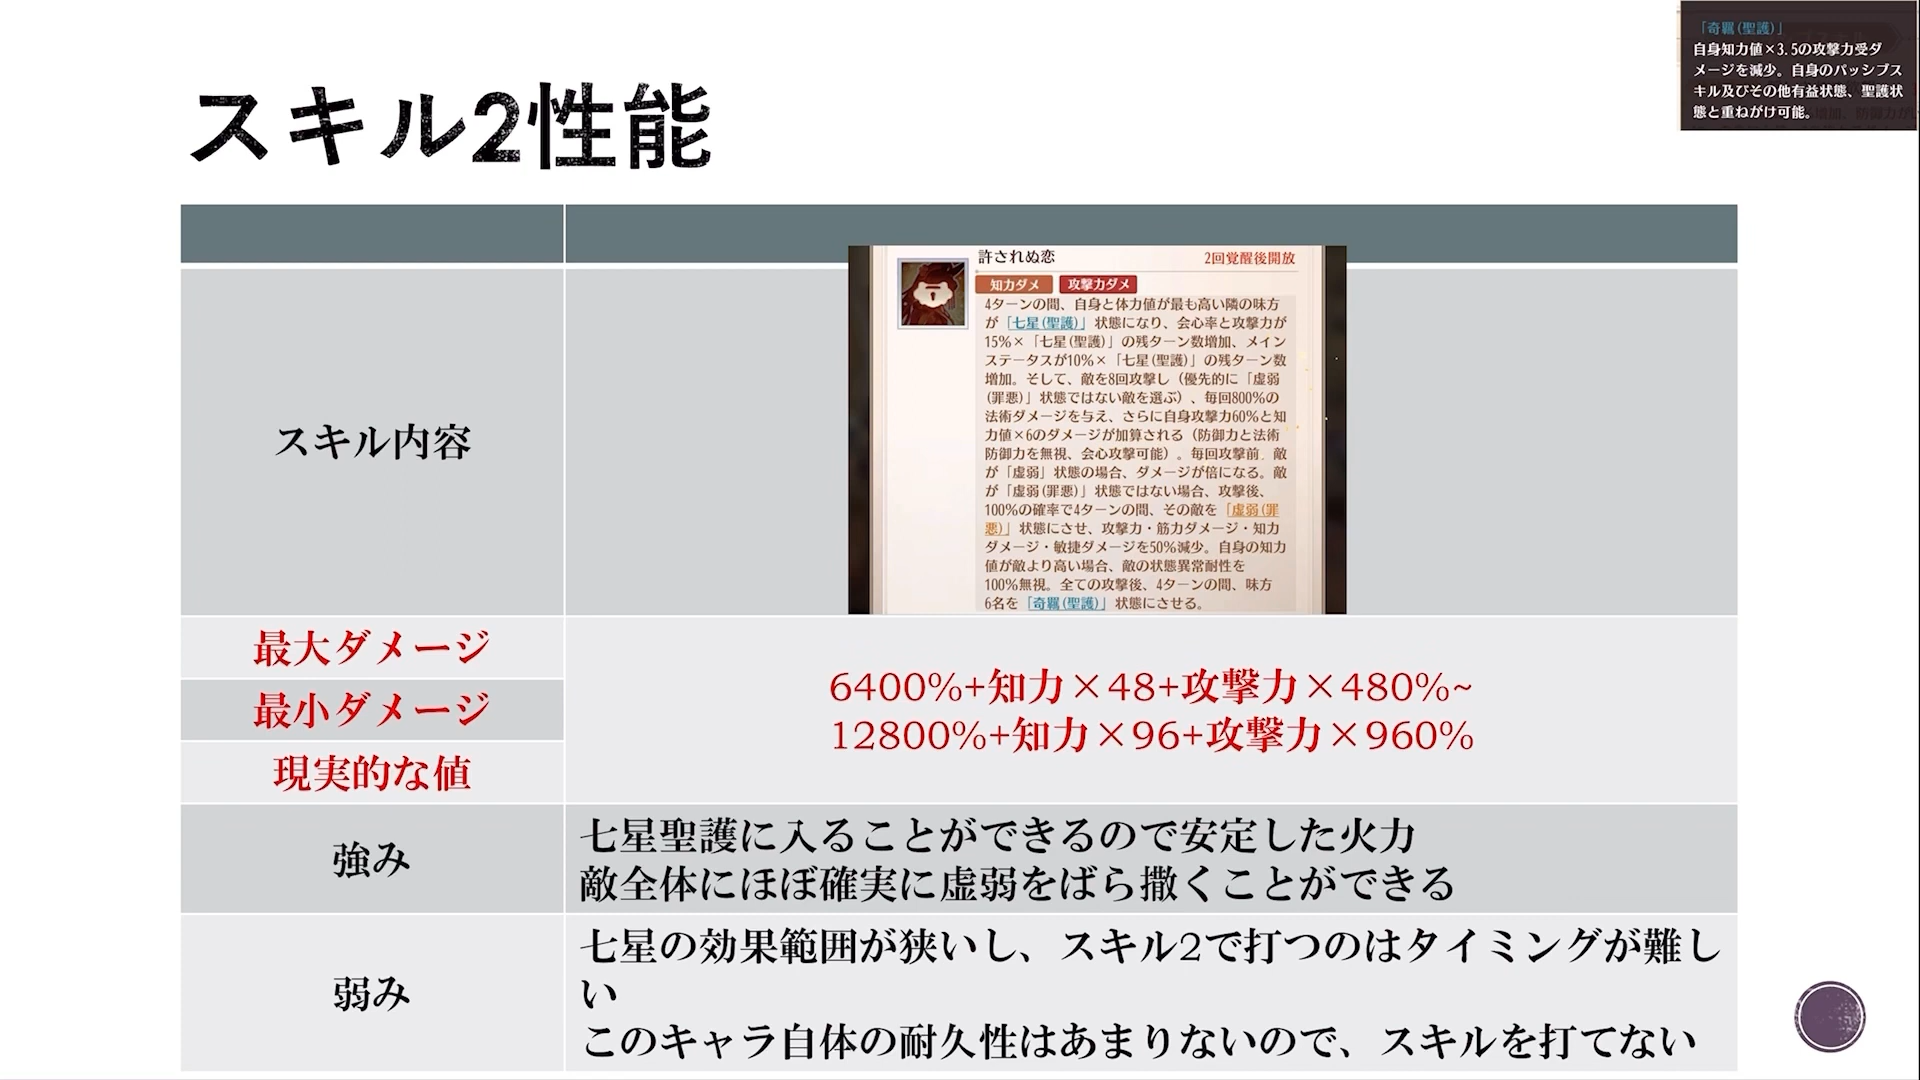 「奇羈(聖護)」
自身知力値×3.5の攻撃力受ダ
メージを減少。自身のパッシブス
キル及びその他有益状態、聖護状
態と重ねがけ可能。
スキル2性能
スキル内容
許されぬ恋
2回覚醒後開放
知力ダメ 攻撃力ダメ
4ターンの間、自身と体力値が最も高い隣の味方
が「七星(聖護)」状態になり、会心率と攻撃力が
15%×「七星(聖護)」の残ターン数増加、メイン
ステータスが10%×「七星(聖護)」の残ターン数
増加。そして、敵を8回攻撃し（優先的に「虚弱
(罪悪)」状態ではない敵を選ぶ）、毎回800%の
法術ダメージを与え、さらに自身攻撃力60%と知
力値×6のダメージが加算される（防御力と法術
防御力を無視、会心攻撃可能）。毎回攻撃前、敵
が「虚弱」状態の場合、ダメージが倍になる。敵
が「虚弱(罪悪)」状態ではない場合、攻撃後、
100%の確率で4ターンの間、その敵を「虚弱(罪
悪)」状態にさせ、攻撃力・筋力ダメージ・知力
ダメージ・敏捷ダメージを50%減少。自身の知力
値が敵より高い場合、敵の状態異常耐性を
100%無視。全ての攻撃後、4ターンの間、味方
6名を「奇羈(聖護)」状態にさせる。
最大ダメージ
最小ダメージ
現実的な値
6400%+知力×48+攻撃力×480%~
12800%+知力×96+攻撃力×960%
強み
七星聖護に入ることができるので安定した火力
敵全体にほぼ確実に虚弱をばら撒くことができる
弱み
七星の効果範囲が狭いし、スキル2で打つのはタイミングが難し
い
このキャラ自体の耐久性はあまりないので、スキルを打てない